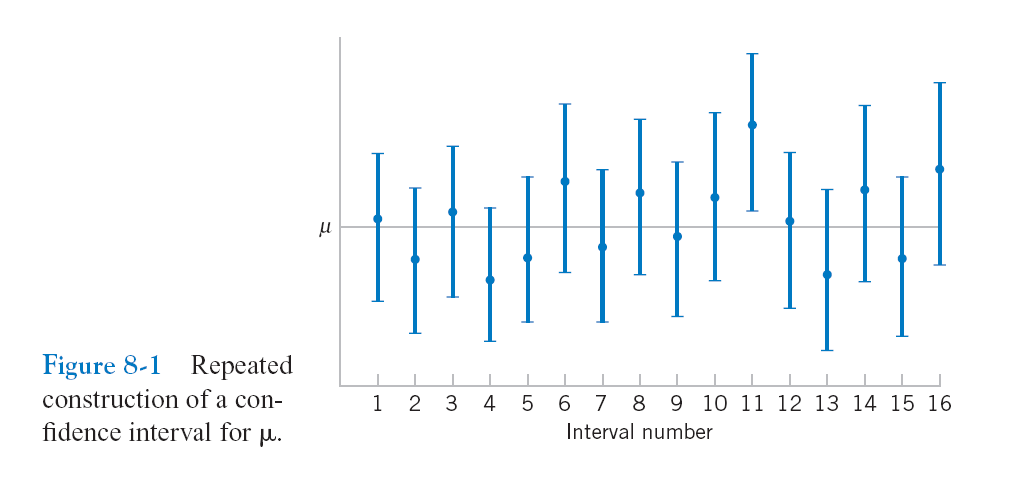 μ
1 2 3 4 5 6 7 8 9 10 11 12 13 14 15 16
Interval number
Figure 8-1 Repeated
construction of a con-
fidence interval for μ.